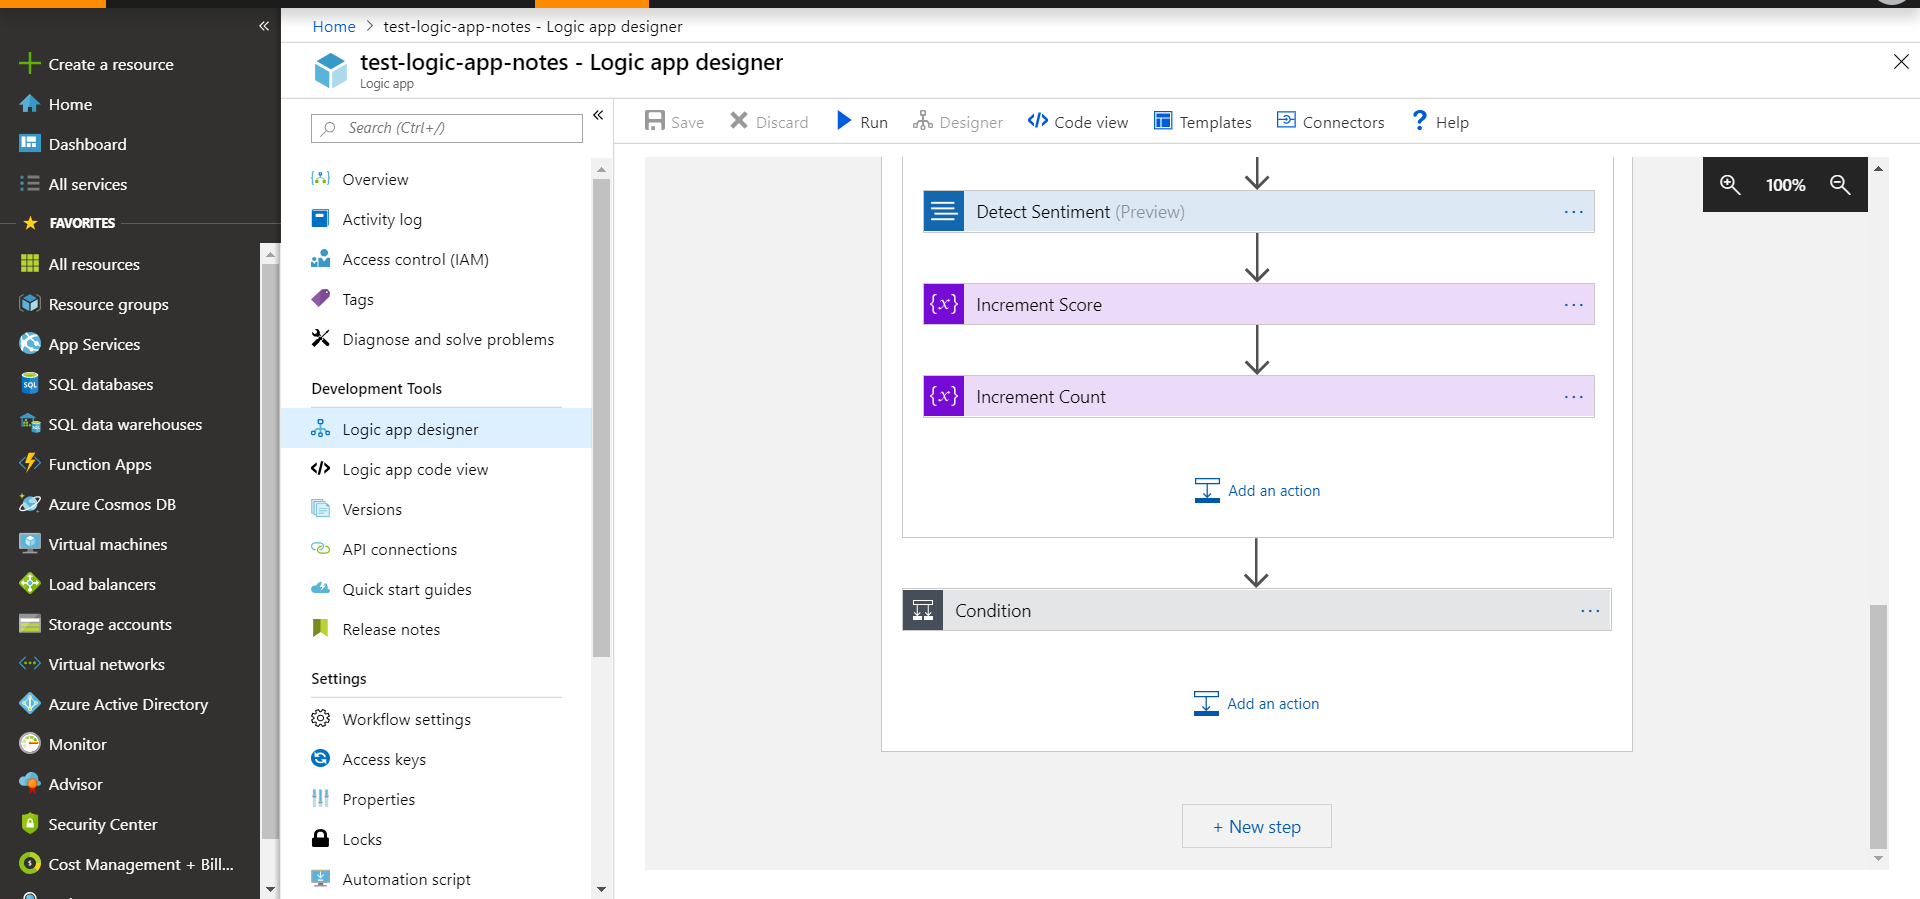 Create a resource
Home
Dashboard
All services
FAVORITES
All resources
Resource groups
App Services
SQL databases
SQL data warehouses
Function Apps
Azure Cosmos DB
Virtual machines
Load balancers
Storage accounts
Virtual networks
Azure Active Directory
Monitor
Advisor
Security Center
Cost Management + Bill...
Home > test-logic-app-notes - Logic app designer
test-logic-app-notes - Logic app designer
Logic app
Search (Ctrl+/)
Overview
Activity log
Access control (IAM)
Tags
Diagnose and solve problems
Development Tools
Logic app designer
Logic app code view
Versions
API connections
Quick start guides
Release notes
Settings
Workflow settings
Access keys
Properties
Locks
Automation script
Save Discard Run Designer Code view Templates Connectors Help
100%
Detect Sentiment (Preview)
Increment Score
Increment Count
Add an action
Condition
Add an action
+ New step